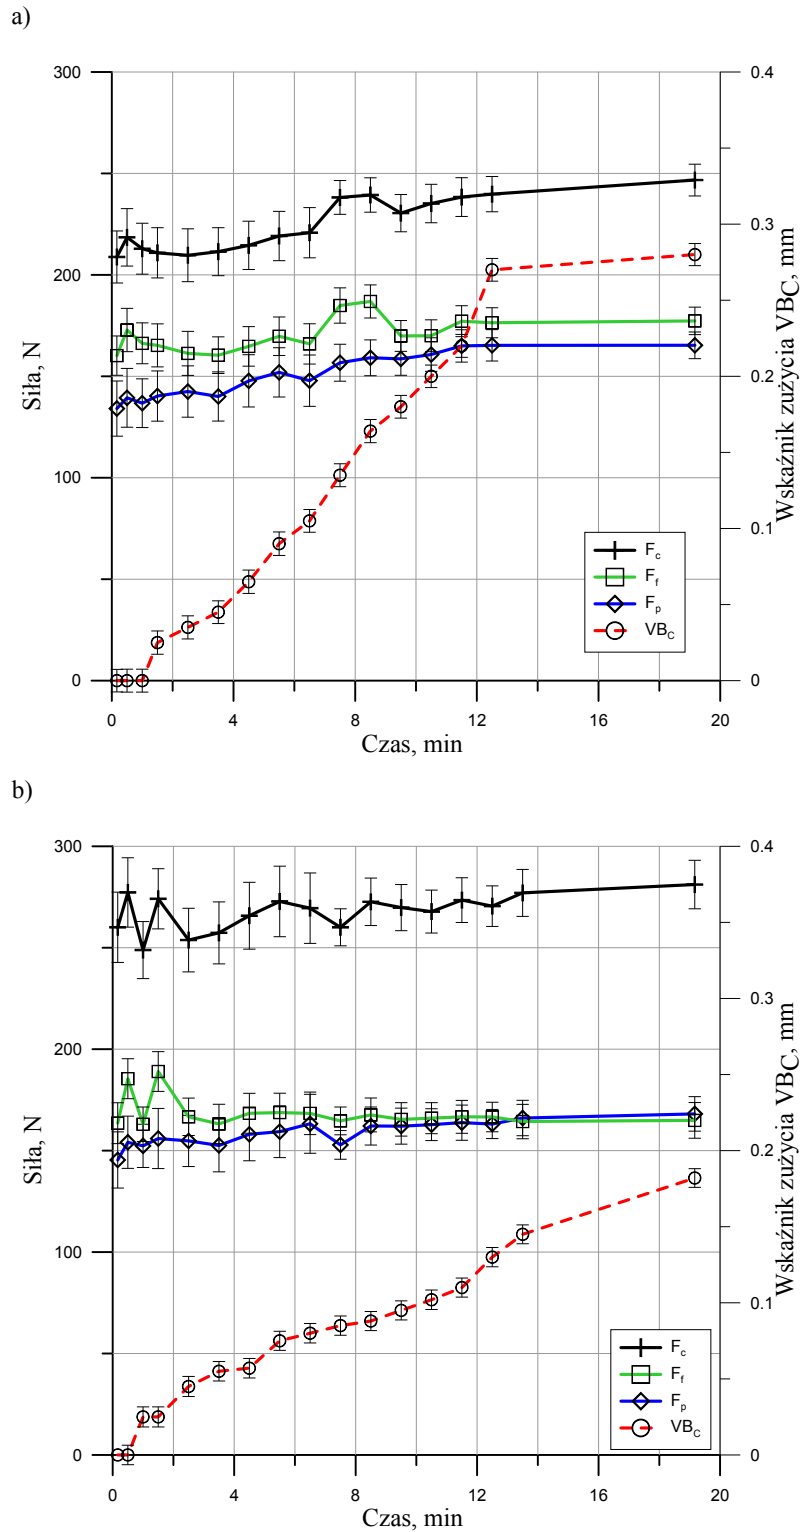 a)
300
0.4
0.3
200
Siła, N
Wskaźnik zużycia VBC, mm
0.2
100
0.1
Fc
Ff
Fp
VBC
0
0
0 4 8 12 16 20
Czas, min
b)
300
0.4
0.3
200
Siła, N
Wskaźnik zużycia VBC, mm
0.2
100
0.1
Fc
Ff
Fp
VBC
0
0
0 4 8 12 16 20
Czas, min